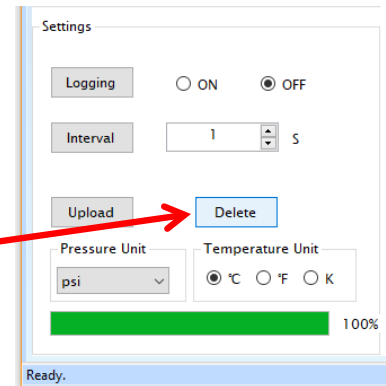 Settings
Logging ON OFF
Interval 1 S
Upload Delete
Pressure Unit Temperature Unit
psi ℃ ℉ K
100%
Ready.